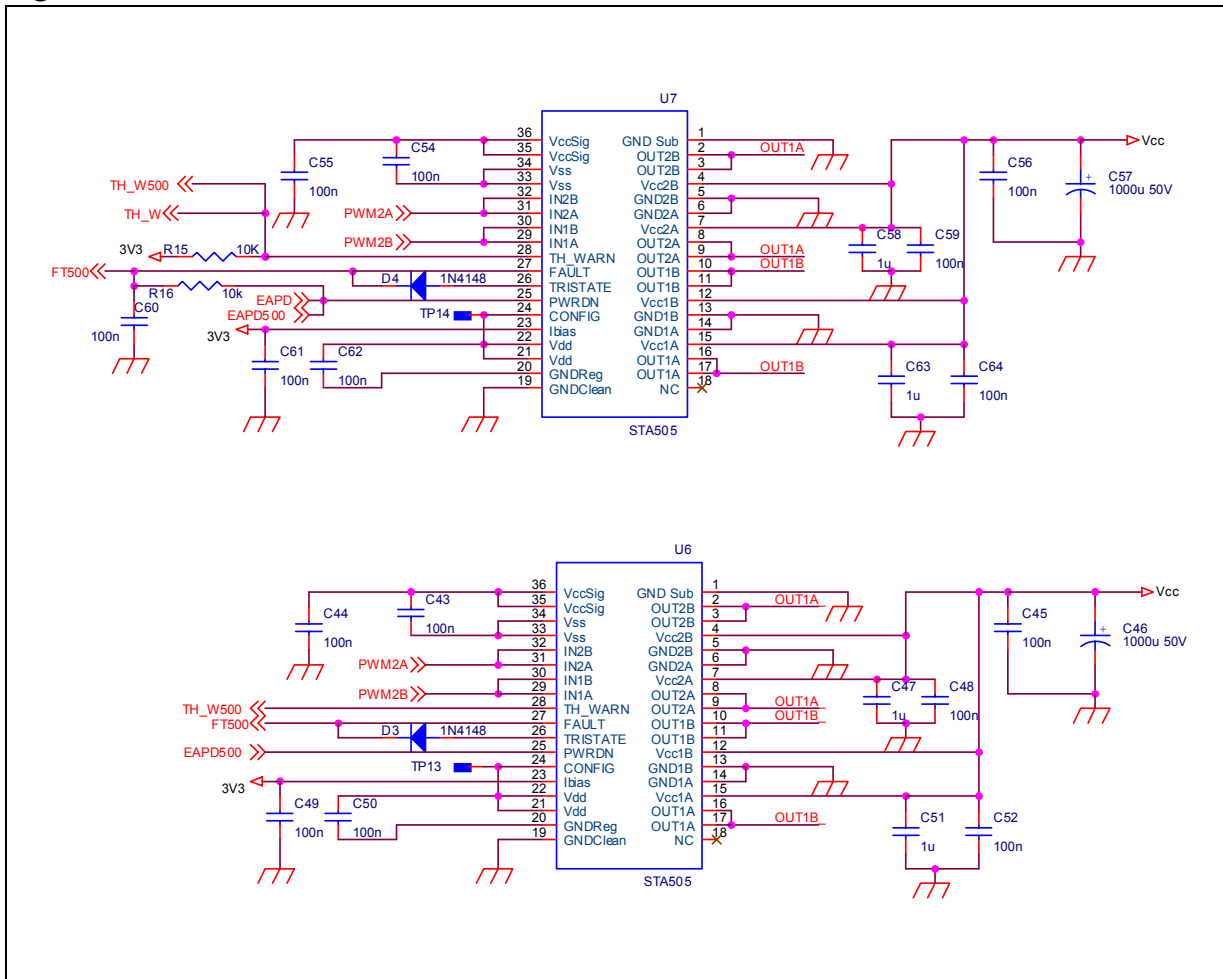 U7
36 VccSig GND Sub 1
35 VccSig OUT2B 2 OUT1A
34 Vss OUT2B 3
33 Vss Vcc2B 4
32 IN2B GND2B 5
31 IN2A GND2A 6
30 IN1B Vcc2A 7
29 IN1A OUT2A 8
28 TH_WARN OUT2A 9 OUT1A
27 FAULT OUT1B 10 OUT1B
26 TRISTATE OUT1B 11
25 PWRDN Vcc1B 12
24 CONFIG GND1B 13
23 Ibias GND1A 14
22 Vdd Vcc1A 15
21 Vdd OUT1A 16
20 GNDReg OUT1A 17 OUT1B
19 GNDClean NC 18
STA505
C55
100n
C54
100n
TH_W500
TH_W
PWM2A
PWM2B
3V3 R15 10K
FT500
D4 1N4148
R16 10k
EAPD
EAPD500
C60
100n
TP14
3V3
C61
100n
C62
100n
Vcc
C56
100n
C57
1000u 50V
+
C58
1u
C59
100n
C63
1u
C64
100n
U6
36 VccSig GND Sub 1
35 VccSig OUT2B 2 OUT1A
34 Vss OUT2B 3
33 Vss Vcc2B 4
32 IN2B GND2B 5
31 IN2A GND2A 6
30 IN1B Vcc2A 7
29 IN1A OUT2A 8
28 TH_WARN OUT2A 9 OUT1A
27 FAULT OUT1B 10 OUT1B
26 TRISTATE OUT1B 11
25 PWRDN Vcc1B 12
24 CONFIG GND1B 13
23 Ibias GND1A 14
22 Vdd Vcc1A 15
21 Vdd OUT1A 16
20 GNDReg OUT1A 17 OUT1B
19 GNDClean NC 18
STA505
C44
100n
C43
100n
PWM2A
PWM2B
TH_W500
FT500
D3 1N4148
EAPD500
TP13
3V3
C49
100n
C50
100n
Vcc
C45
100n
C46
1000u 50V
+
C47
1u
C48
100n
C51
1u
C52
100n